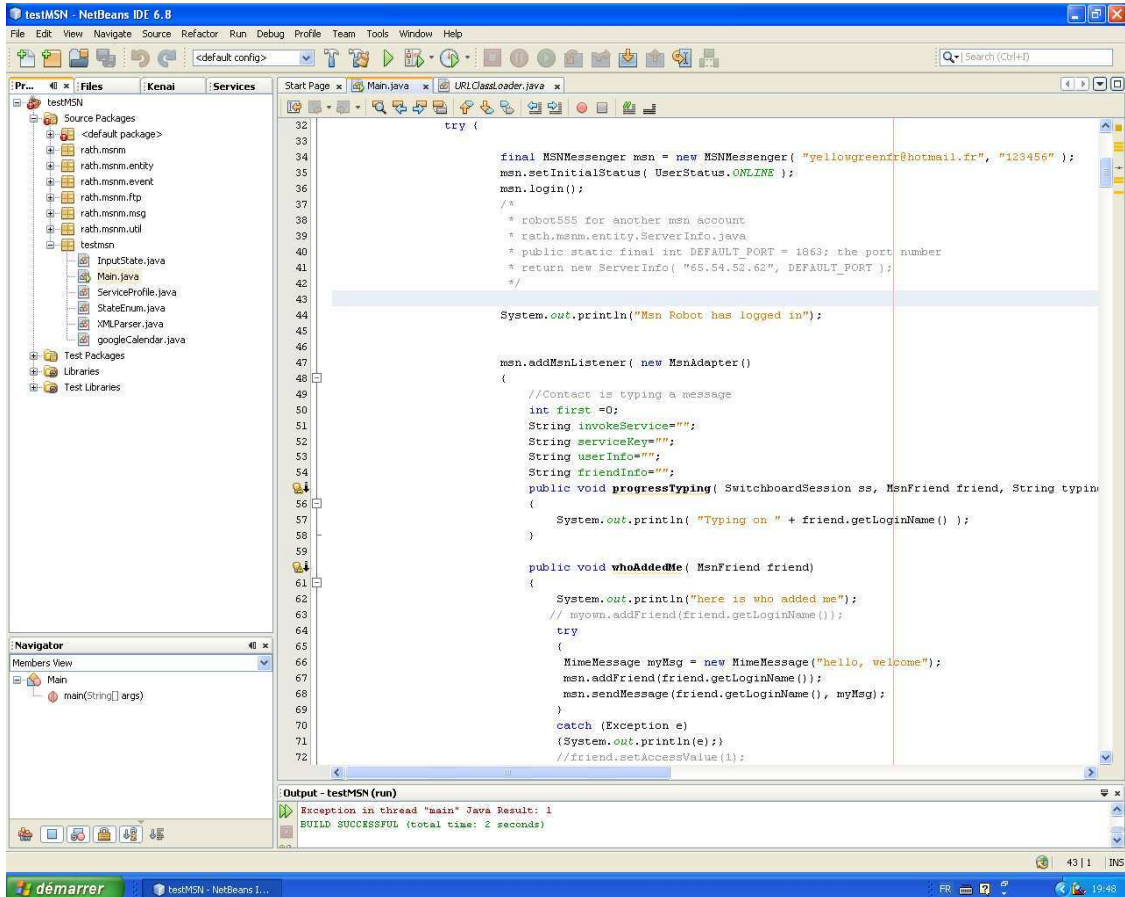 testMSN - NetBeans IDE 6.8
File Edit View Navigate Source Refactor Run Debug Profile Team Tools Window Help
<default config>
Search (Ctrl+I)
Pr... Files Kenai Services
testMSN
Source Packages
<default package>
rath.msnm
rath.msnm.entity
rath.msnm.event
rath.msnm.ftp
rath.msnm.msg
rath.msnm.util
testmsn
InputState.java
Main.java
ServiceProfile.java
StateEnum.java
XMLParser.java
googleCalendar.java
Test Packages
Libraries
Test Libraries
Navigator
Members View
Main
main(String[] args)
Start Page Main.java URLClassLoader.java
32 try {
33
34 final MSNMessenger msn = new MSNMessenger( "yellowgreenfr@hotmail.fr", "123456" );
35 msn.setInitialStatus( UserStatus.ONLINE );
36 msn.login();
37 /*
38 * robot555 for another msn account
39 * rath.msnm.entity.ServerInfo.java
40 * public static final int DEFAULT_PORT = 1863; the port number
41 * return new ServerInfo( "65.54.52.62", DEFAULT_PORT );
42 */
43
44 System.out.println("Msn Robot has logged in");
45
46
47 msn.addMsnListener( new MsnAdapter()
48 {
49 //Contact is typing a message
50 int first =0;
51 String invokeService="";
52 String serviceKey="";
53 String userInfo="";
54 String friendInfo="";
public void progressTyping( SwitchboardSession ss, MsnFriend friend, String typin
56 {
57 System.out.println( "Typing on " + friend.getLoginName() );
58 }
59
public void whoAddedMe( MsnFriend friend)
61 {
62 System.out.println("here is who added me");
63 // myown.addFriend(friend.getLoginName());
64 try
65 {
66 MimeMessage myMsg = new MimeMessage("hello, welcome");
67 msn.addFriend(friend.getLoginName());
68 msn.sendMessage(friend.getLoginName(), myMsg);
69 }
70 catch (Exception e)
71 {System.out.println(e);}
72 //friend.setAccessValue(1);
Output - testMSN (run)
Exception in thread "main" Java Result: 1
BUILD SUCCESSFUL (total time: 2 seconds)
43 | 1 INS
démarrer testMSN - NetBeans I... FR 19:48